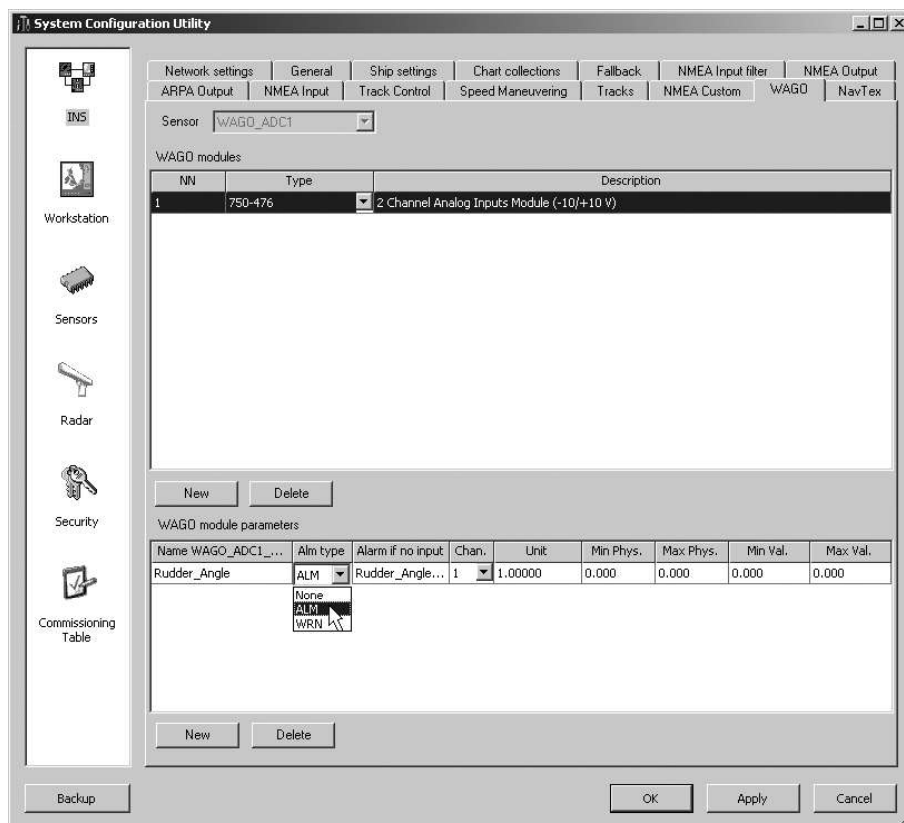 System Configuration Utility
INS
Workstation
Sensors
Radar
Security
Commissioning
Table
Network settings General Ship settings Chart collections Fallback NMEA Input filter NMEA Output
ARPA Output NMEA Input Track Control Speed Maneuvering Tracks NMEA Custom WAGO NavTex
Sensor WAGO_ADC1
WAGO modules
NN Type Description
1 750-476 2 Channel Analog Inputs Module (-10/+10 V)
New Delete
WAGO module parameters
Name WAGO_ADC1_... Alm type Alarm if no input Chan. Unit Min Phys. Max Phys. Min Val. Max Val.
Rudder_Angle ALM Rudder_Angle... 1 1.00000 0.000 0.000 0.000 0.000
None
ALM
WRN
New Delete
Backup OK Apply Cancel